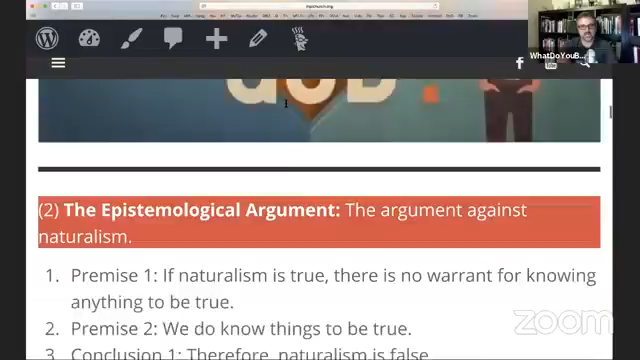 WhatDoYouB...
GOD.
(2) The Epistemological Argument: The argument against
naturalism.
1. Premise 1: If naturalism is true, there is no warrant for knowing
anything to be true.
2. Premise 2: We do know things to be true.
3. Conclusion 1: Therefore, naturalism is false
zoom